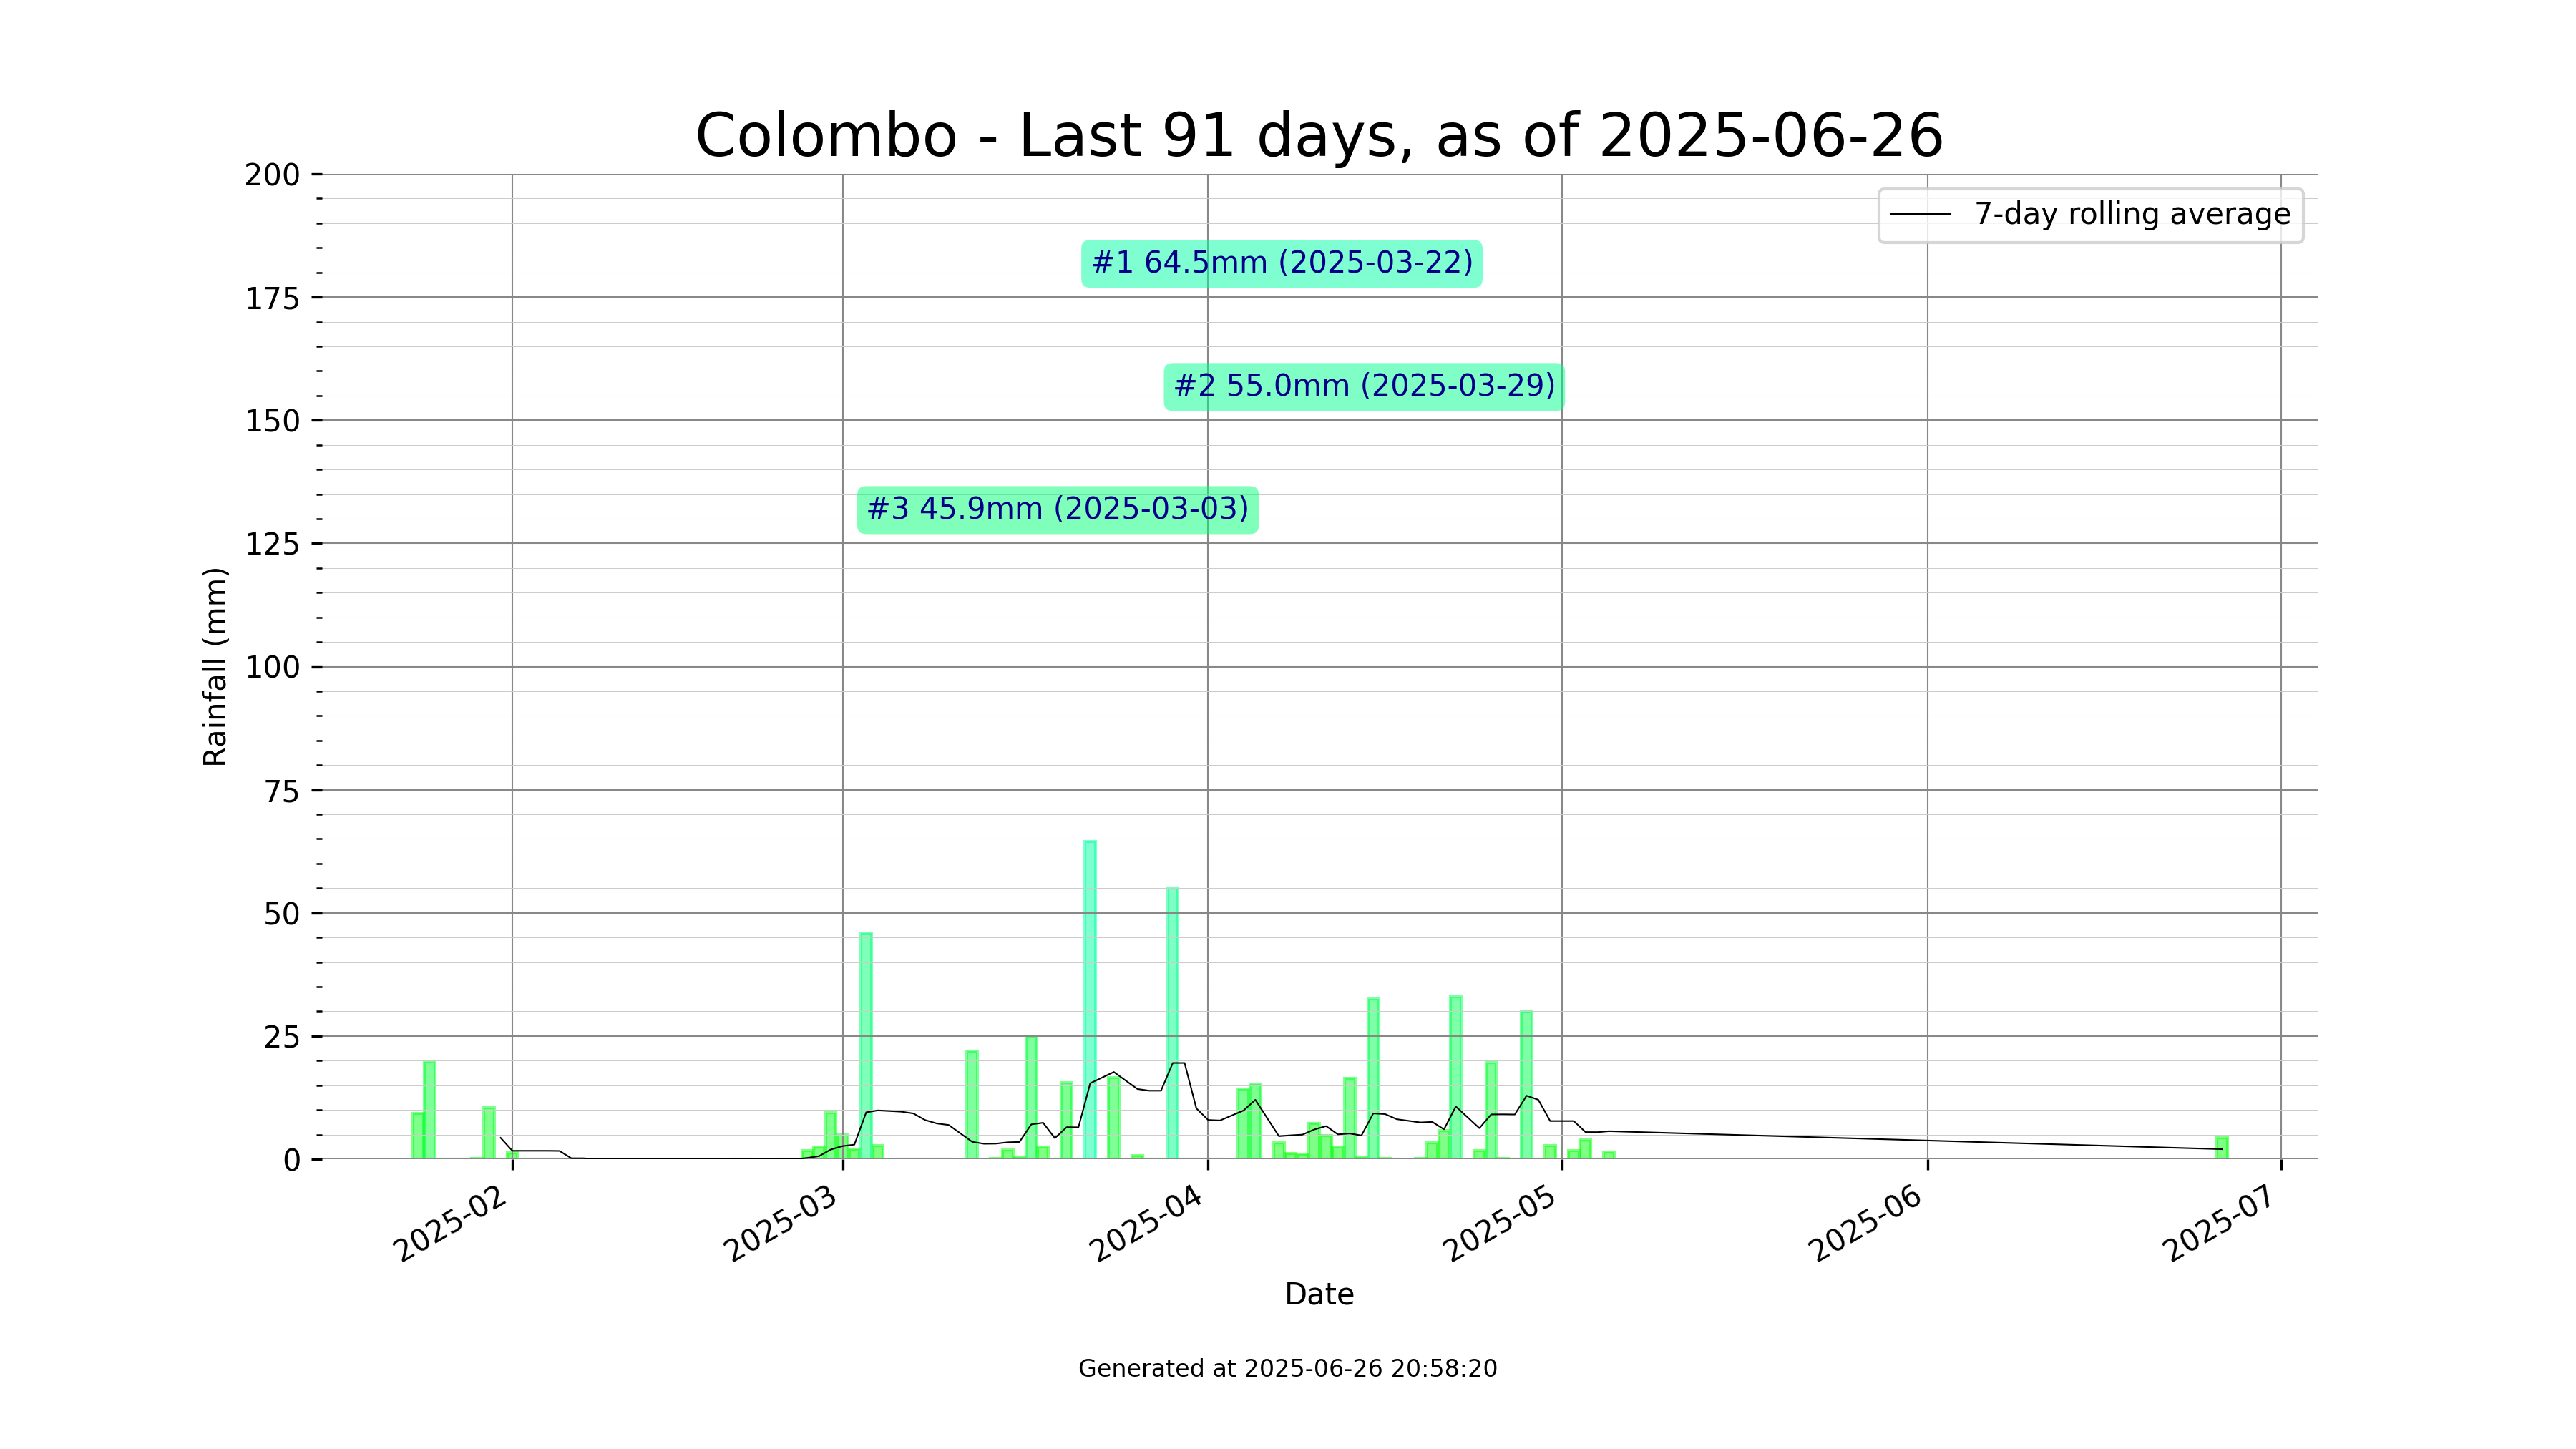 Colombo - Last 91 days, as of 2025-06-26
200
175
150
125
100
75
50
25
0
Rainfall (mm)
7-day rolling average
#1 64.5mm (2025-03-22)
#2 55.0mm (2025-03-29)
#3 45.9mm (2025-03-03)
2025-02
2025-03
2025-04
2025-05
2025-06
2025-07
Date
Generated at 2025-06-26 20:58:20